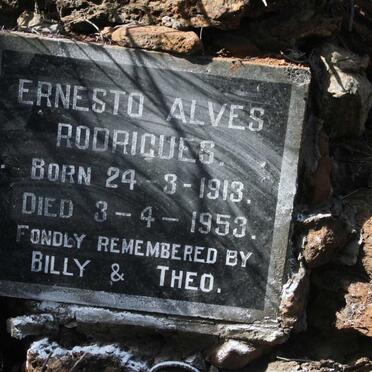 ERNESTO ALVES
RODRIGUES.
BORN 24-3-1913.
DIED 3-4-1953.
FONDLY REMEMBERED BY
BILLY & THEO.